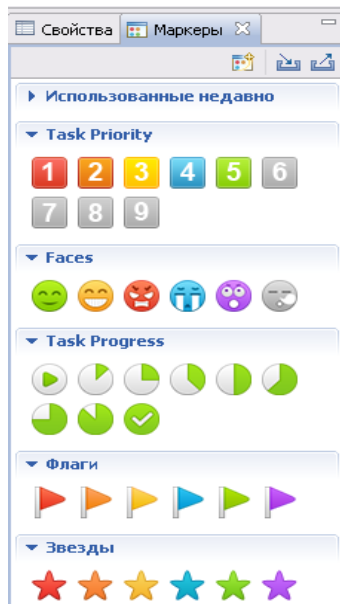 Свойства Маркеры
Использованные недавно
Task Priority
1 2 3 4 5 6
7 8 9
Faces
Task Progress
Флаги
Звезды